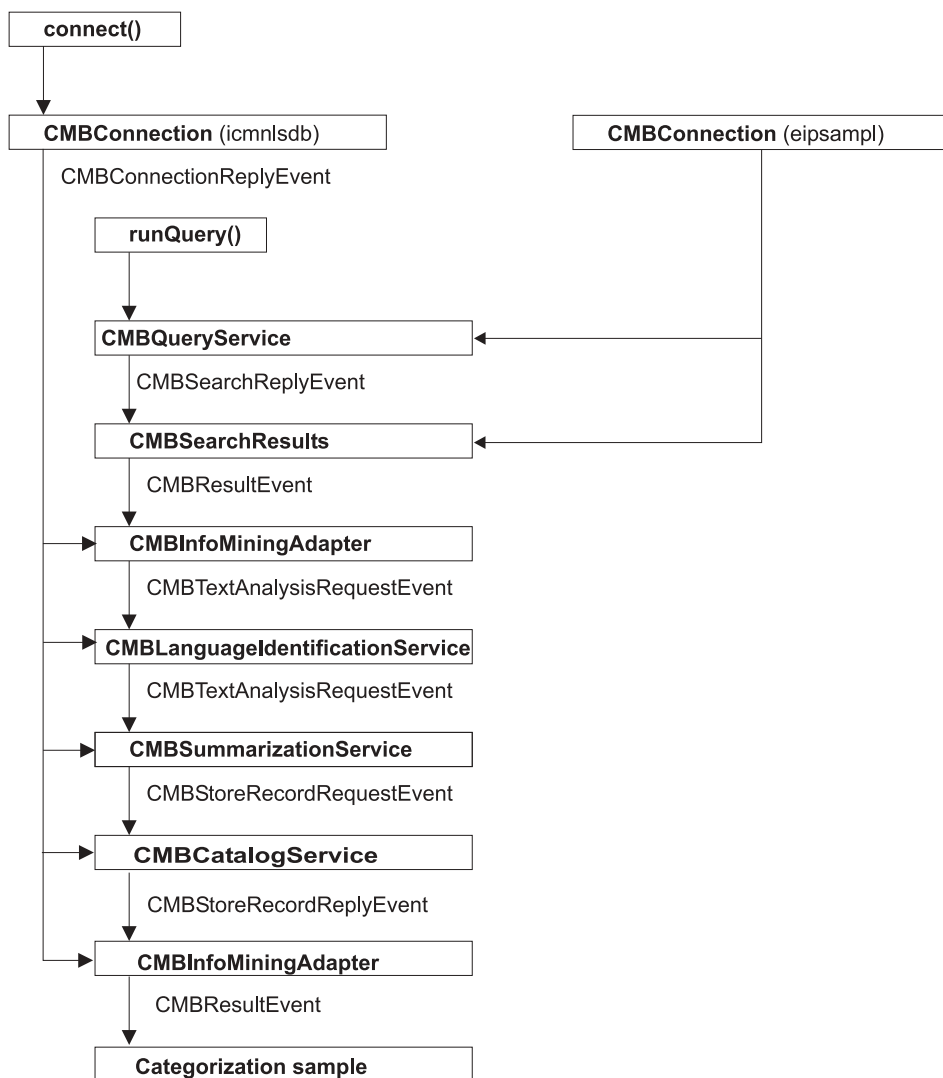 connect()
CMBConnection (icmnlsdb)
CMBConnection (eipsampl)
CMBConnectionReplyEvent
runQuery()
CMBQueryService
CMBSearchReplyEvent
CMBSearchResults
CMBResultEvent
CMBInfoMiningAdapter
CMBTextAnalysisRequestEvent
CMBLanguageIdentificationService
CMBTextAnalysisRequestEvent
CMBSummarizationService
CMBStoreRecordRequestEvent
CMBCatalogService
CMBStoreRecordReplyEvent
CMBInfoMiningAdapter
CMBResultEvent
Categorization sample